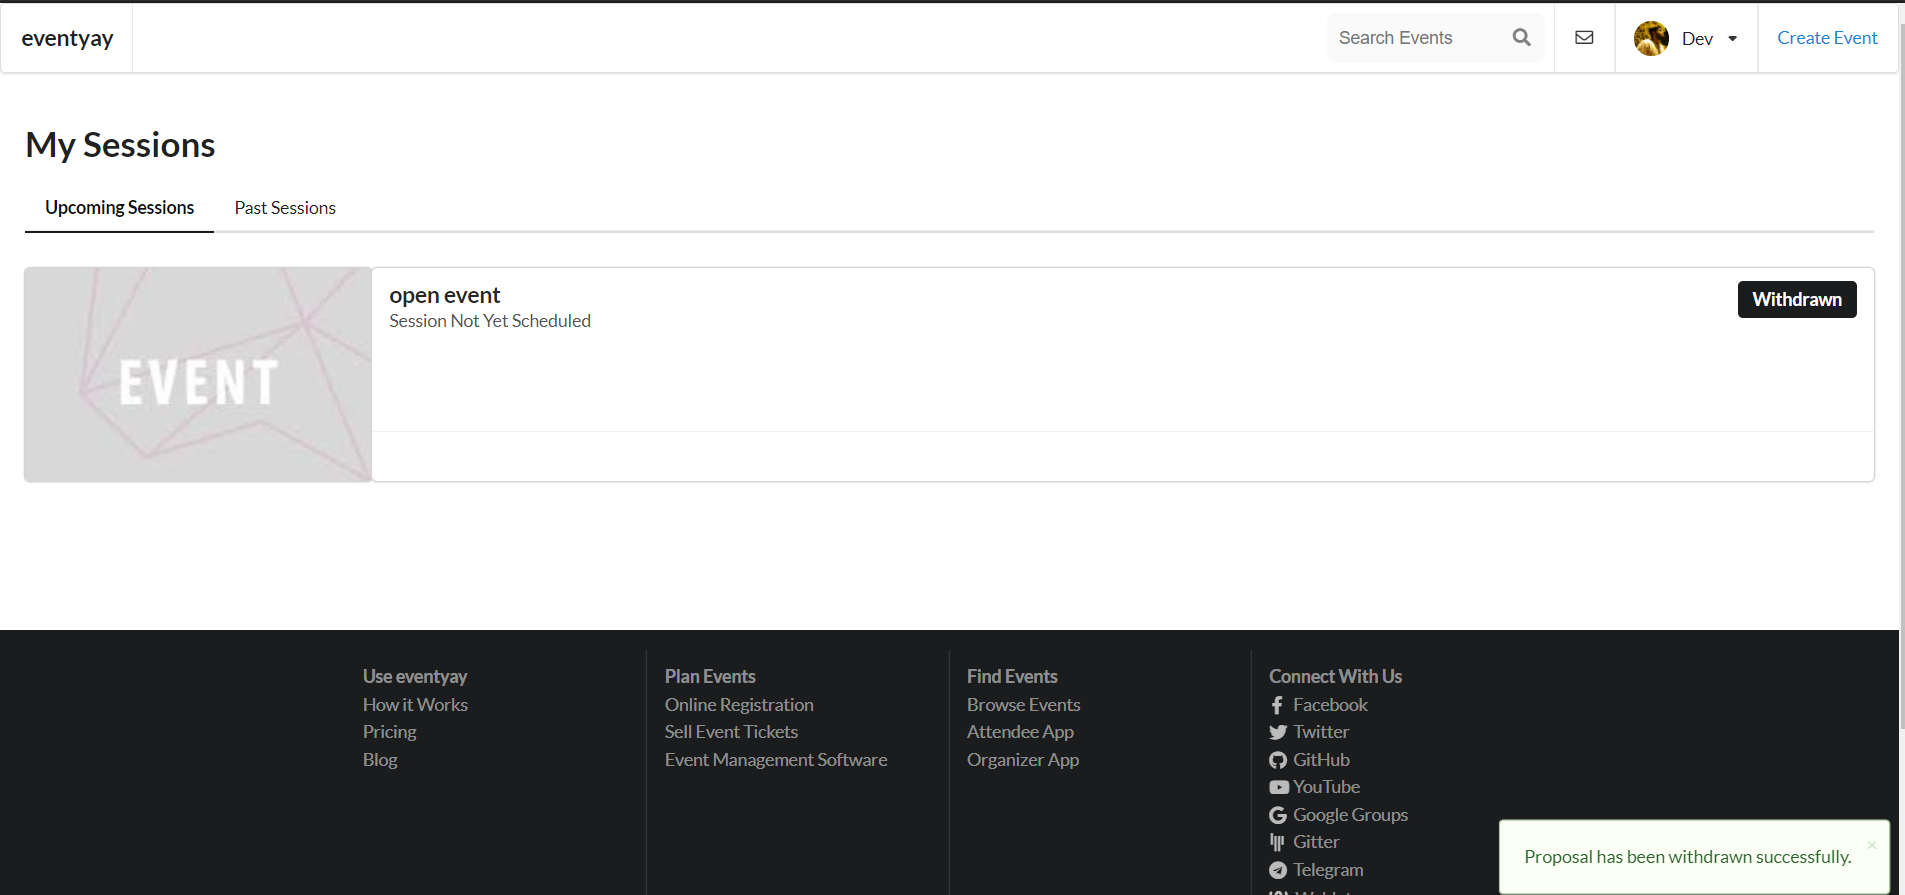 eventyay
Search Events
Dev
Create Event
My Sessions
Upcoming Sessions
Past Sessions
EVENT
open event
Session Not Yet Scheduled
Withdrawn
Use eventyay
How it Works
Pricing
Blog
Plan Events
Online Registration
Sell Event Tickets
Event Management Software
Find Events
Browse Events
Attendee App
Organizer App
Connect With Us
Facebook
Twitter
GitHub
YouTube
Google Groups
Gitter
Telegram
Proposal has been withdrawn successfully.
×